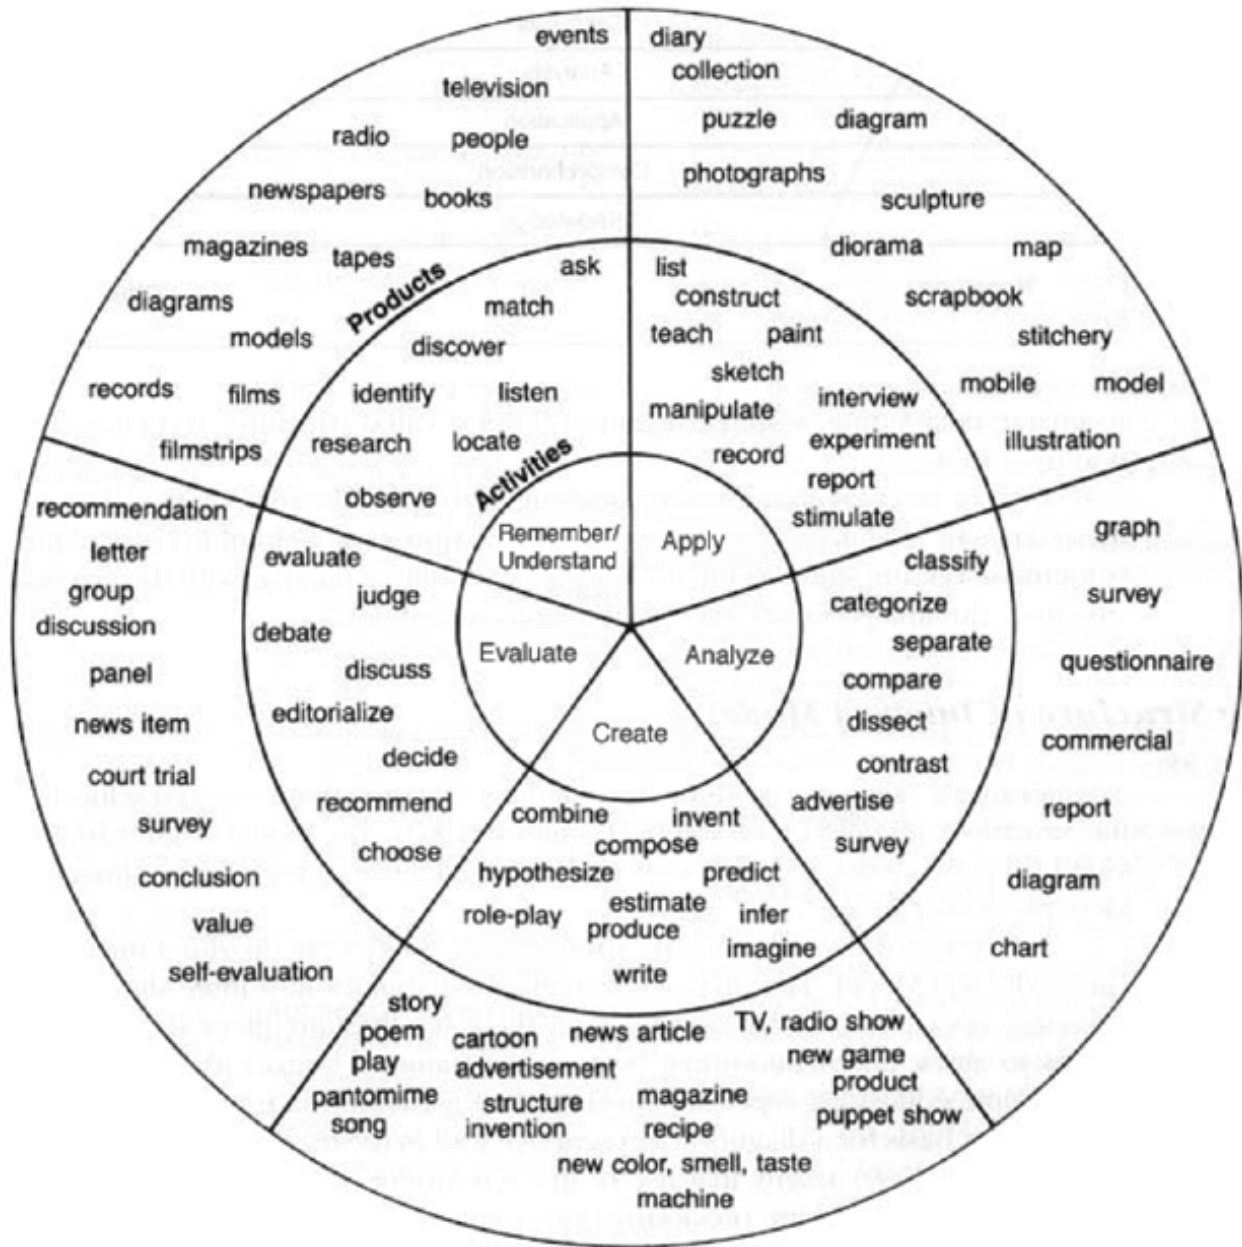 events
television
radio
people
newspapers
books
magazines
tapes
diagrams
models
records
films
filmstrips
Products
ask
match
discover
identify
listen
research
locate
observe
Activities
Remember/
Understand
diary
collection
puzzle
diagram
photographs
sculpture
diorama
map
scrapbook
stitchery
mobile
model
illustration
list
construct
teach
paint
sketch
manipulate
interview
record
experiment
report
stimulate
Apply
graph
survey
questionnaire
commercial
report
diagram
chart
classify
categorize
separate
compare
dissect
contrast
advertise
survey
Analyze
Create
combine
invent
compose
hypothesize
predict
role-play
estimate
produce
infer
imagine
write
story
poem
play
pantomime
song
cartoon
advertisement
structure
invention
news article
magazine
recipe
TV, radio show
new game
product
puppet show
new color, smell, taste
machine
Evaluate
evaluate
judge
debate
discuss
editorialize
decide
recommend
choose
recommendation
letter
group
discussion
panel
news item
court trial
survey
conclusion
value
self-evaluation